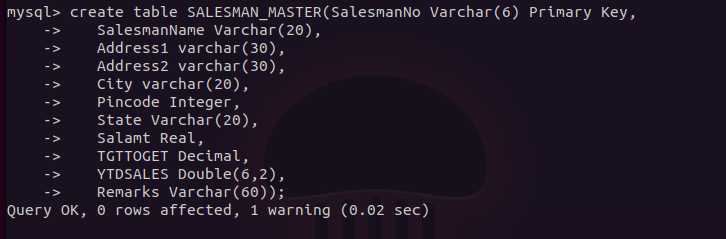 mysql> create table SALESMAN_MASTER(SalesmanNo Varchar(6) Primary Key,
    ->    SalesmanName Varchar(20),
    ->    Address1 varchar(30),
    ->    Address2 varchar(30),
    ->    City varchar(20),
    ->    Pincode Integer,
    ->    State Varchar(20),
    ->    Salamt Real,
    ->    TGTTOGET Decimal,
    ->    YTDSALES Double(6,2),
    ->    Remarks Varchar(60));
Query OK, 0 rows affected, 1 warning (0.02 sec)